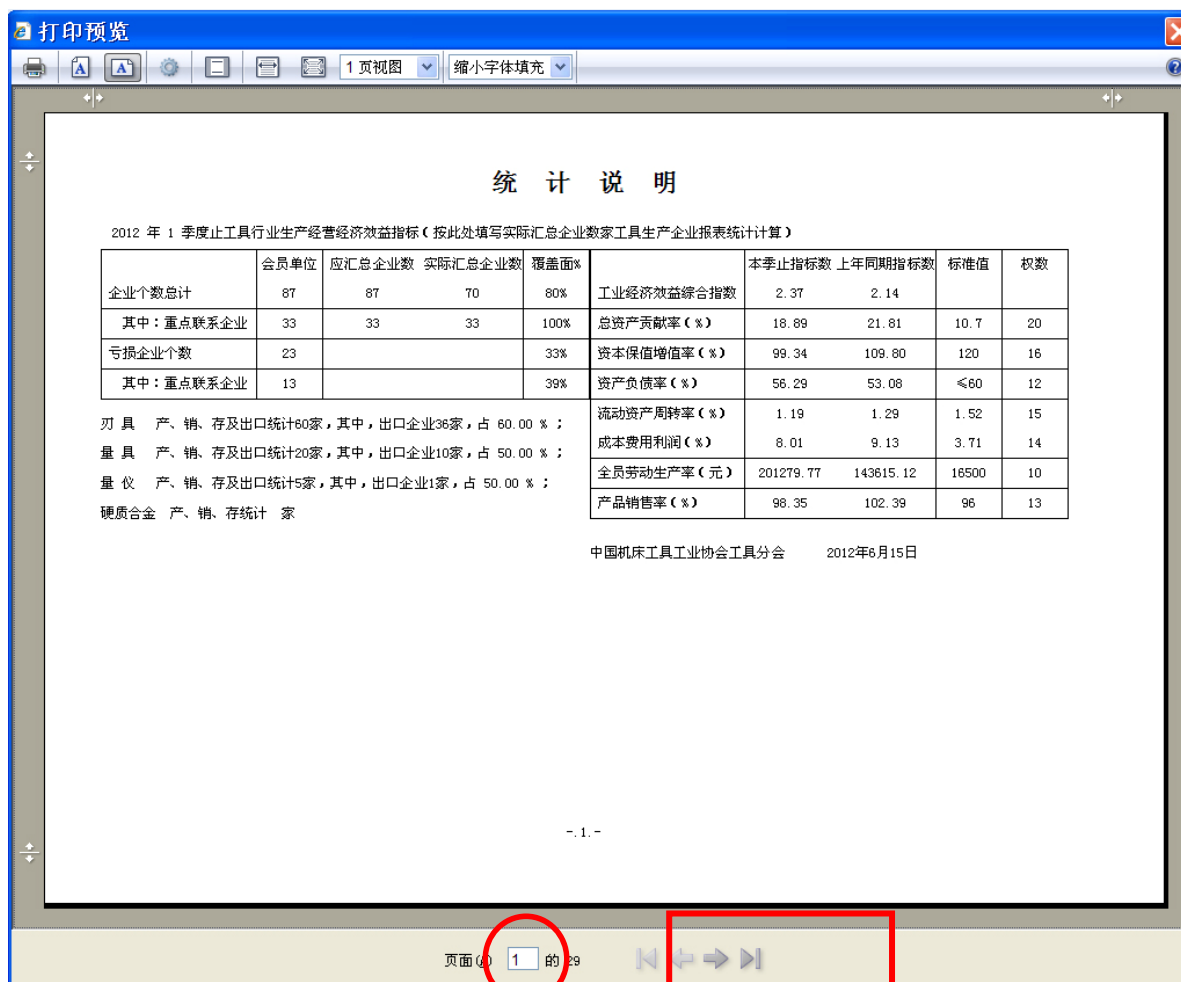 打印预览
1 页视图 缩小字体填充
统 计 说 明
2012 年 1 季度止工具行业生产经营经济效益指标(按此处填写实际汇总企业数家工具生产企业报表统计计算)
会员单位 应汇总企业数 实际汇总企业数 覆盖面% 本季止指标数 上年同期指标数 标准值 权数
企业个数总计 87 87 70 80% 工业经济效益综合指数 2.37 2.14
其中:重点联系企业 33 33 33 100% 总资产贡献率(%) 18.89 21.81 10.7 20
亏损企业个数 23 33% 资本保值增值率(%) 99.34 109.80 120 16
其中:重点联系企业 13 39% 资产负债率(%) 56.29 53.08 ≤60 12
流动资产周转率(%) 1.19 1.29 1.52 15
刃 具 产、销、存及出口统计60家,其中,出口企业36家,占 60.00 %;
成本费用利润(%) 8.01 9.13 3.71 14
量 具 产、销、存及出口统计20家,其中,出口企业10家,占 50.00 %;
全员劳动生产率(元) 201279.77 143615.12 16500 10
量 仪 产、销、存及出口统计5家,其中,出口企业1家,占 50.00 %;
产品销售率(%) 98.35 102.39 96 13
硬质合金 产、销、存统计 家
中国机床工具工业协会工具分会 2012年6月15日
-.1.-
页面(A) 1 的 29